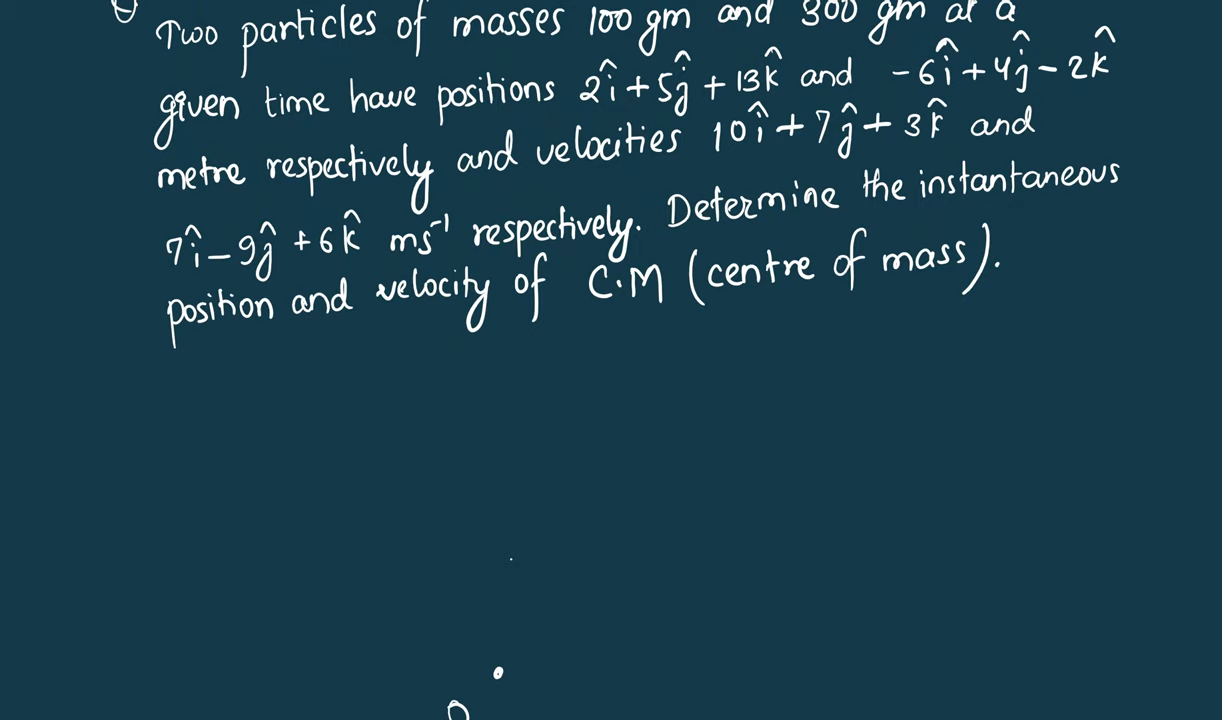 Two particles of masses 100 gm and 300 gm at a
given time have positions 2î + 5ĵ + 13k̂ and -6î + 4ĵ - 2k̂
metre respectively and velocities 10î + 7ĵ + 3k̂ and
7î - 9ĵ + 6k̂ ms⁻¹ respectively. Determine the instantaneous
position and velocity of C.M (centre of mass).